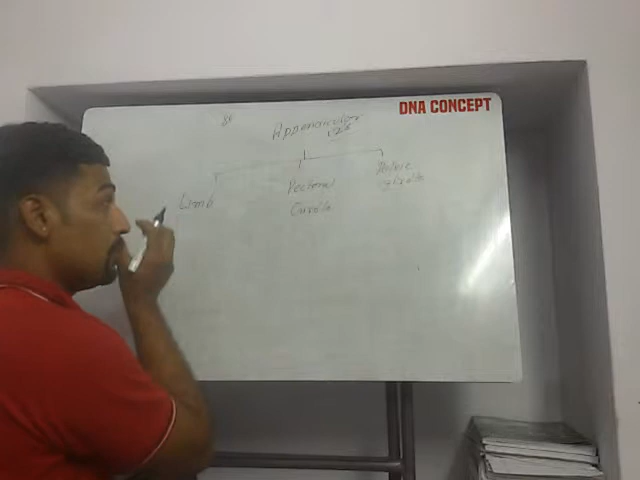 DNA CONCEPT
Appendicular
Limb
Pectoral
Girdle
Pelvic
girdle